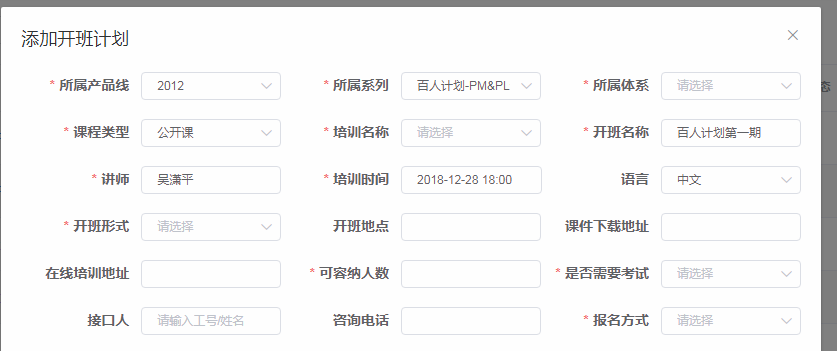 添加开班计划
* 所属产品线 2012 * 所属系列 百人计划-PM&PL * 所属体系 请选择
* 课程类型 公开课 * 培训名称 请选择 * 开班名称 百人计划第一期
* 讲师 吴潇平 * 培训时间 2018-12-28 18:00 语言 中文
* 开班形式 请选择 开班地点 课件下载地址
在线培训地址 * 可容纳人数 * 是否需要考试 请选择
接口人 请输入工号/姓名 咨询电话 * 报名方式 请选择
态